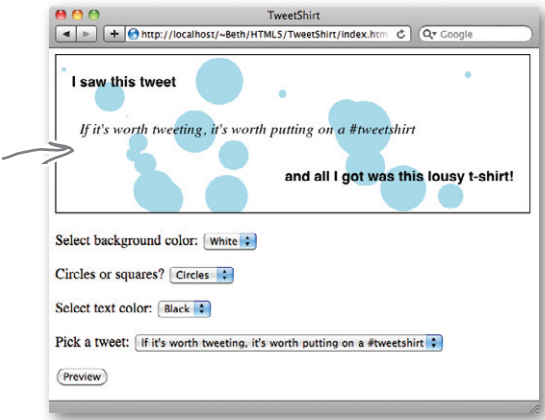 TweetShirt
http://localhost/~Beth/HTML5/TweetShirt/index.htm
Google
I saw this tweet
If it's worth tweeting, it's worth putting on a #tweetshirt
and all I got was this lousy t-shirt!
Select background color: White
Circles or squares? Circles
Select text color: Black
Pick a tweet: If it's worth tweeting, it's worth putting on a #tweetshirt
Preview